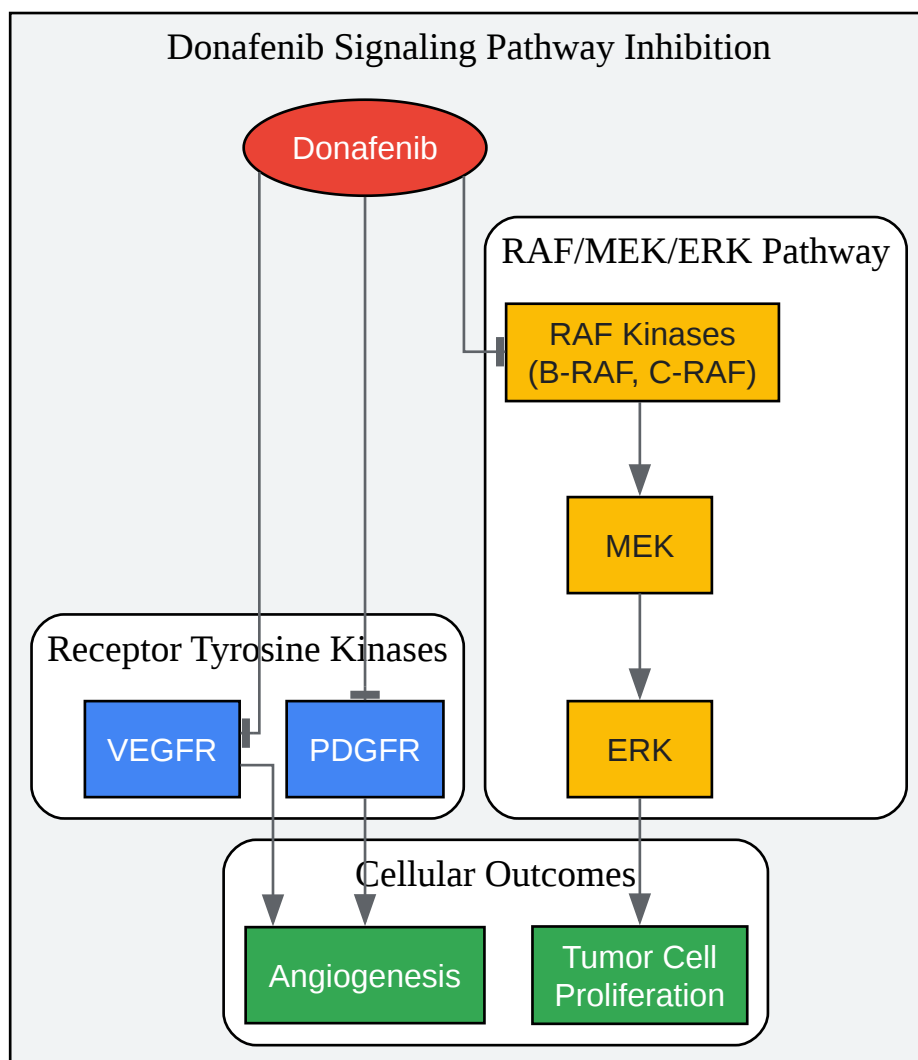 Donafenib Signaling Pathway Inhibition
Donafenib
RAF/MEK/ERK Pathway
RAF Kinases
(B-RAF, C-RAF)
MEK
Receptor Tyrosine Kinases
VEGFR
PDGFR
ERK
Cellular Outcomes
Angiogenesis
Tumor Cell
Proliferation